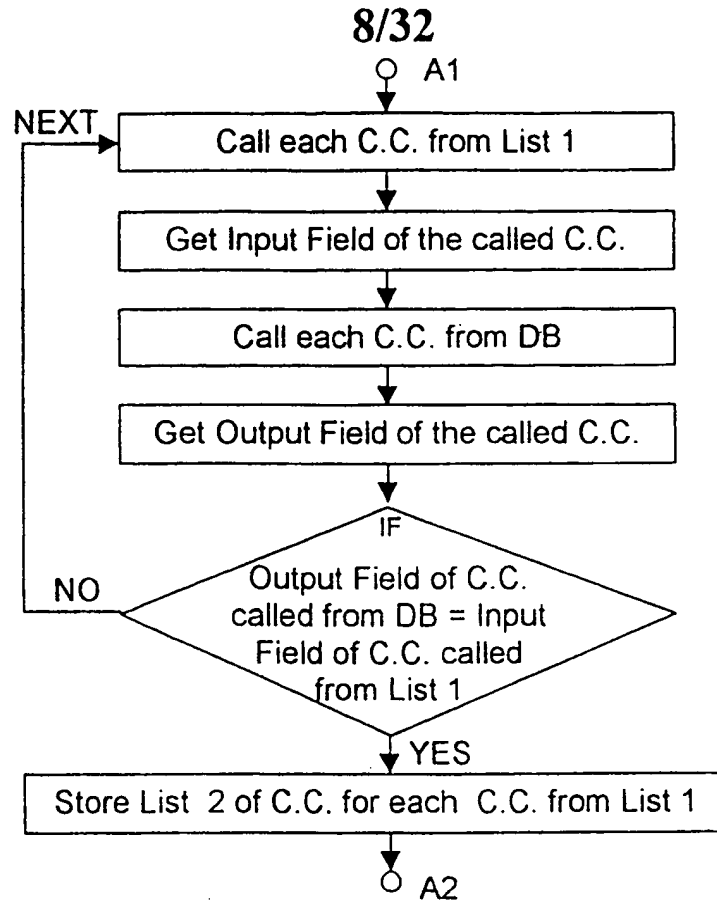 8/32
A1
NEXT
Call each C.C. from List 1
Get Input Field of the called C.C.
Call each C.C. from DB
Get Output Field of the called C.C.
IF
NO
Output Field of C.C.
called from DB = Input
Field of C.C. called
from List 1
YES
Store List 2 of C.C. for each C.C. from List 1
A2